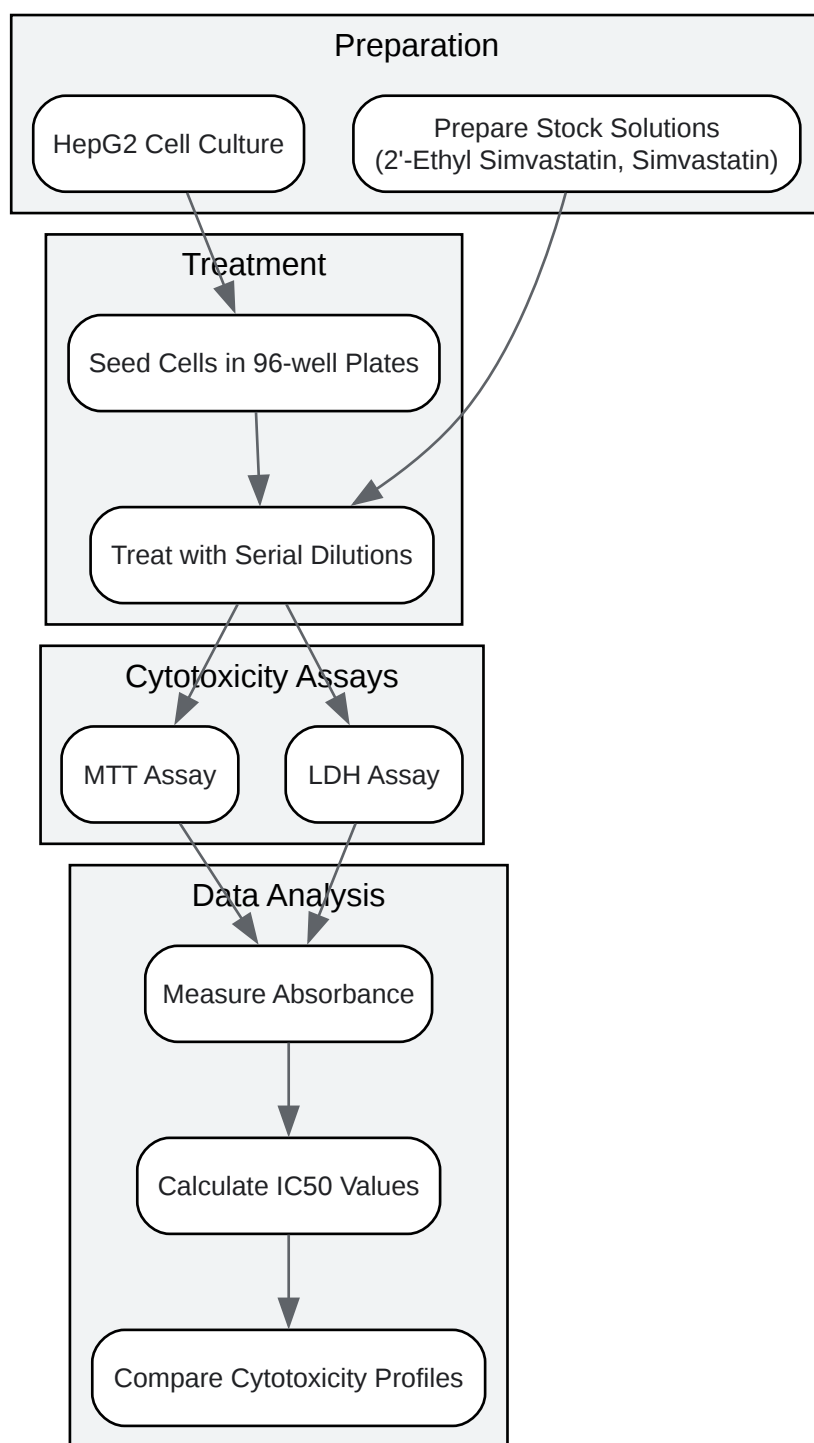 Preparation
HepG2 Cell Culture
Prepare Stock Solutions
(2'-Ethyl Simvastatin, Simvastatin)
Treatment
Seed Cells in 96-well Plates
Treat with Serial Dilutions
Cytotoxicity Assays
MTT Assay
LDH Assay
Data Analysis
Measure Absorbance
Calculate IC50 Values
Compare Cytotoxicity Profiles